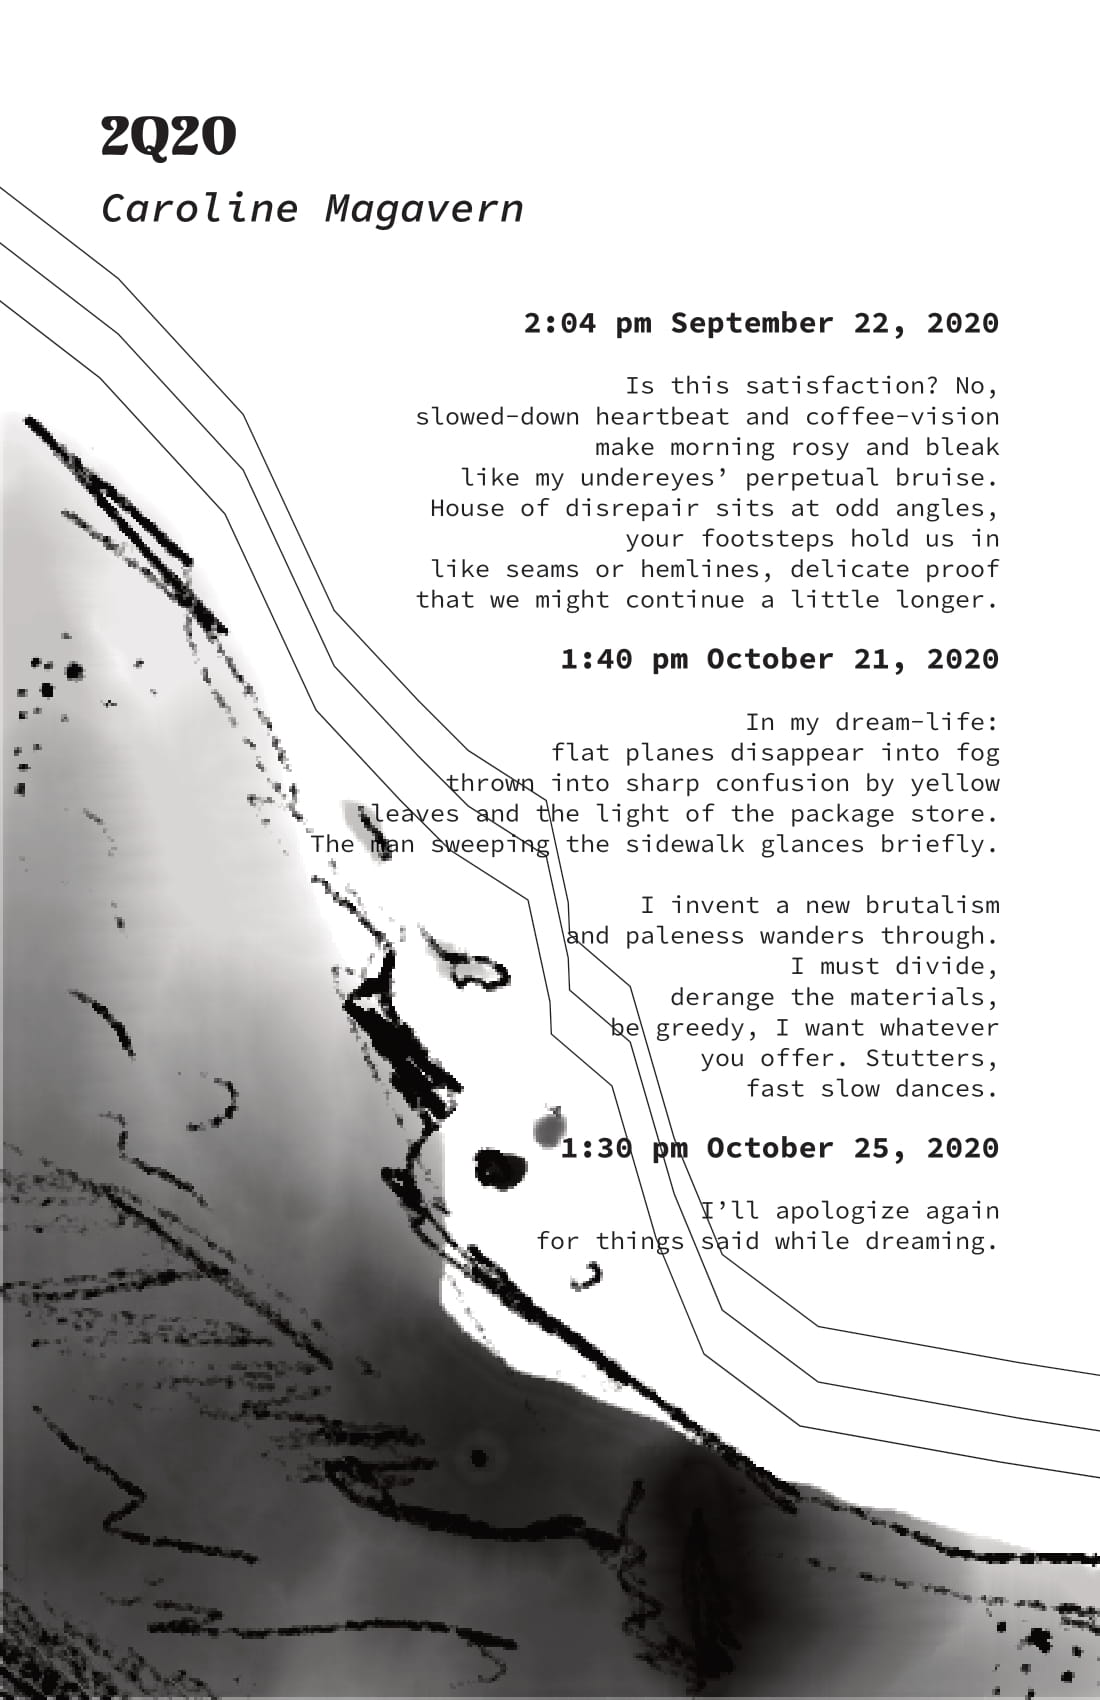 2Q20
Caroline Magavern
2:04 pm September 22, 2020
Is this satisfaction? No,
slowed-down heartbeat and coffee-vision
make morning rosy and bleak
like my undereyes’ perpetual bruise.
House of disrepair sits at odd angles,
your footsteps hold us in
like seams or hemlines, delicate proof
that we might continue a little longer.
1:40 pm October 21, 2020
In my dream-life:
flat planes disappear into fog
thrown into sharp confusion by yellow
leaves and the light of the package store.
The man sweeping the sidewalk glances briefly.
I invent a new brutalism
and paleness wanders through.
I must divide,
derange the materials,
be greedy, I want whatever
you offer. Stutters,
fast slow dances.
1:30 pm October 25, 2020
I’ll apologize again
for things said while dreaming.